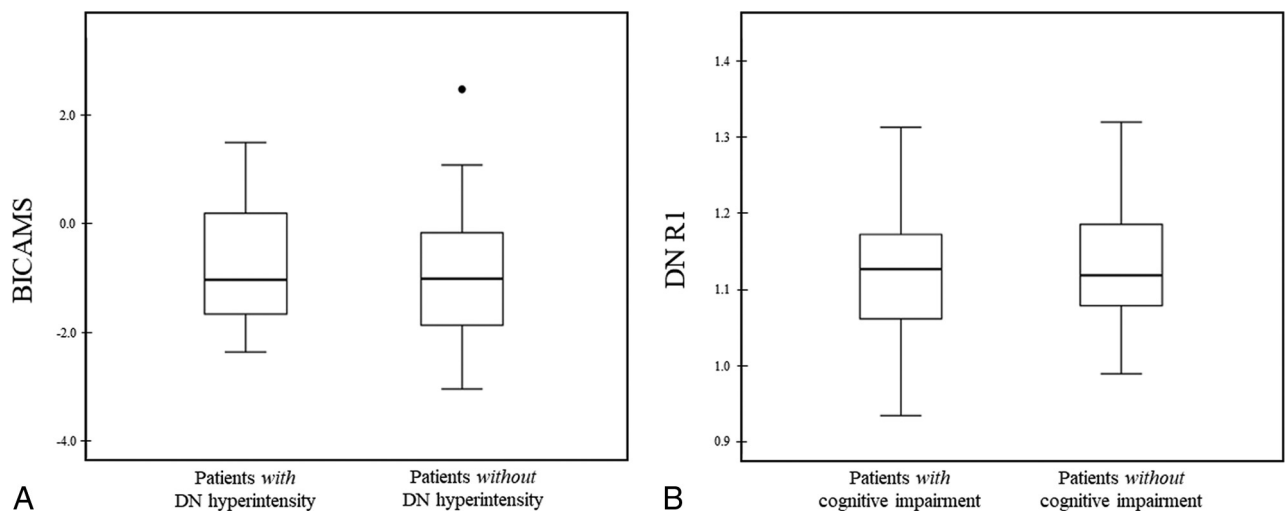 BICAMS
2.0
0.0
-2.0
-4.0
Patients with
DN hyperintensity
Patients without
DN hyperintensity
A
DN R1
1.4
1.3
1.2
1.1
1.0
0.9
Patients with
cognitive impairment
Patients without
cognitive impairment
B